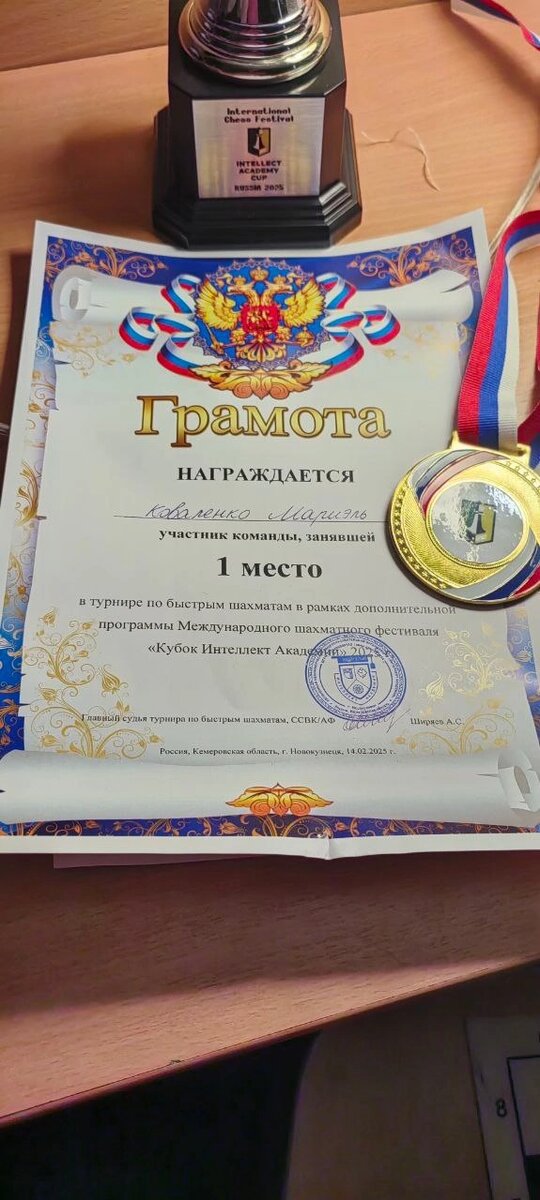 International
Chess Festival
INTELLECT
ACADEMY
CUP
RUSSIA 2025
Грамота
НАГРАЖДАЕТСЯ
Коваленко Мариэль
участник команды, занявшей
1 место
в турнире по быстрым шахматам в рамках дополнительной
программы Международного шахматного фестиваля
«Кубок Интеллект Академии» 2025 г.
Главный судья турнира по быстрым шахматам, ССВК/АФ Ширяев А.С.
Россия, Кемеровская область, г. Новокузнецк, 14.02.2025 г.
8